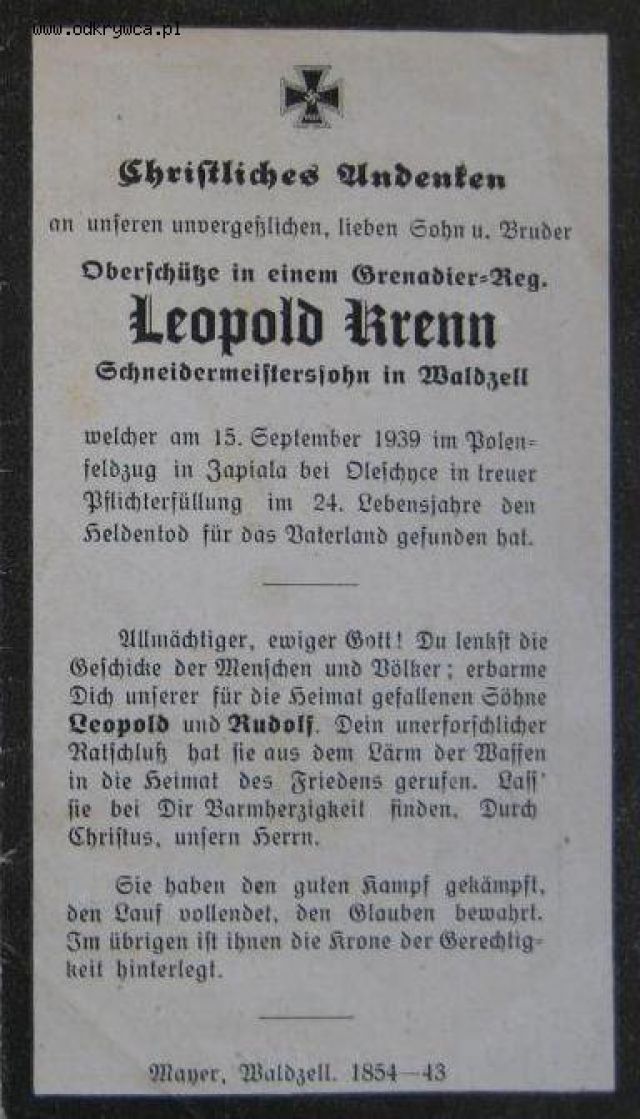 www.odkrywca.pl
Christliches Andenken
an unseren unvergeßlichen, lieben Sohn u. Bruder
Oberschütze in einem Grenadier-Reg.
Leopold Krenn
Schneidermeisterssohn in Waldzell
welcher am 15. September 1939 im Polen-
feldzug in Zapiala bei Oleschyce in treuer
Pflichterfüllung im 24. Lebensjahre den
Heldentod für das Vaterland gefunden hat.
Allmächtiger, ewiger Gott! Du lenkst die
Geschicke der Menschen und Völker; erbarme
Dich unserer für die Heimat gefallenen Söhne
Leopold und Rudolf. Dein unerforschlicher
Ratschluß hat sie aus dem Lärm der Waffen
in die Heimat des Friedens gerufen. Lass'
sie bei Dir Barmherzigkeit finden. Durch
Christus, unsern Herrn.
Sie haben den guten Kampf gekämpft,
den Lauf vollendet, den Glauben bewahrt.
Im übrigen ist ihnen die Krone der Gerechtig-
keit hinterlegt.
Mayer, Waldzell. 1854—43